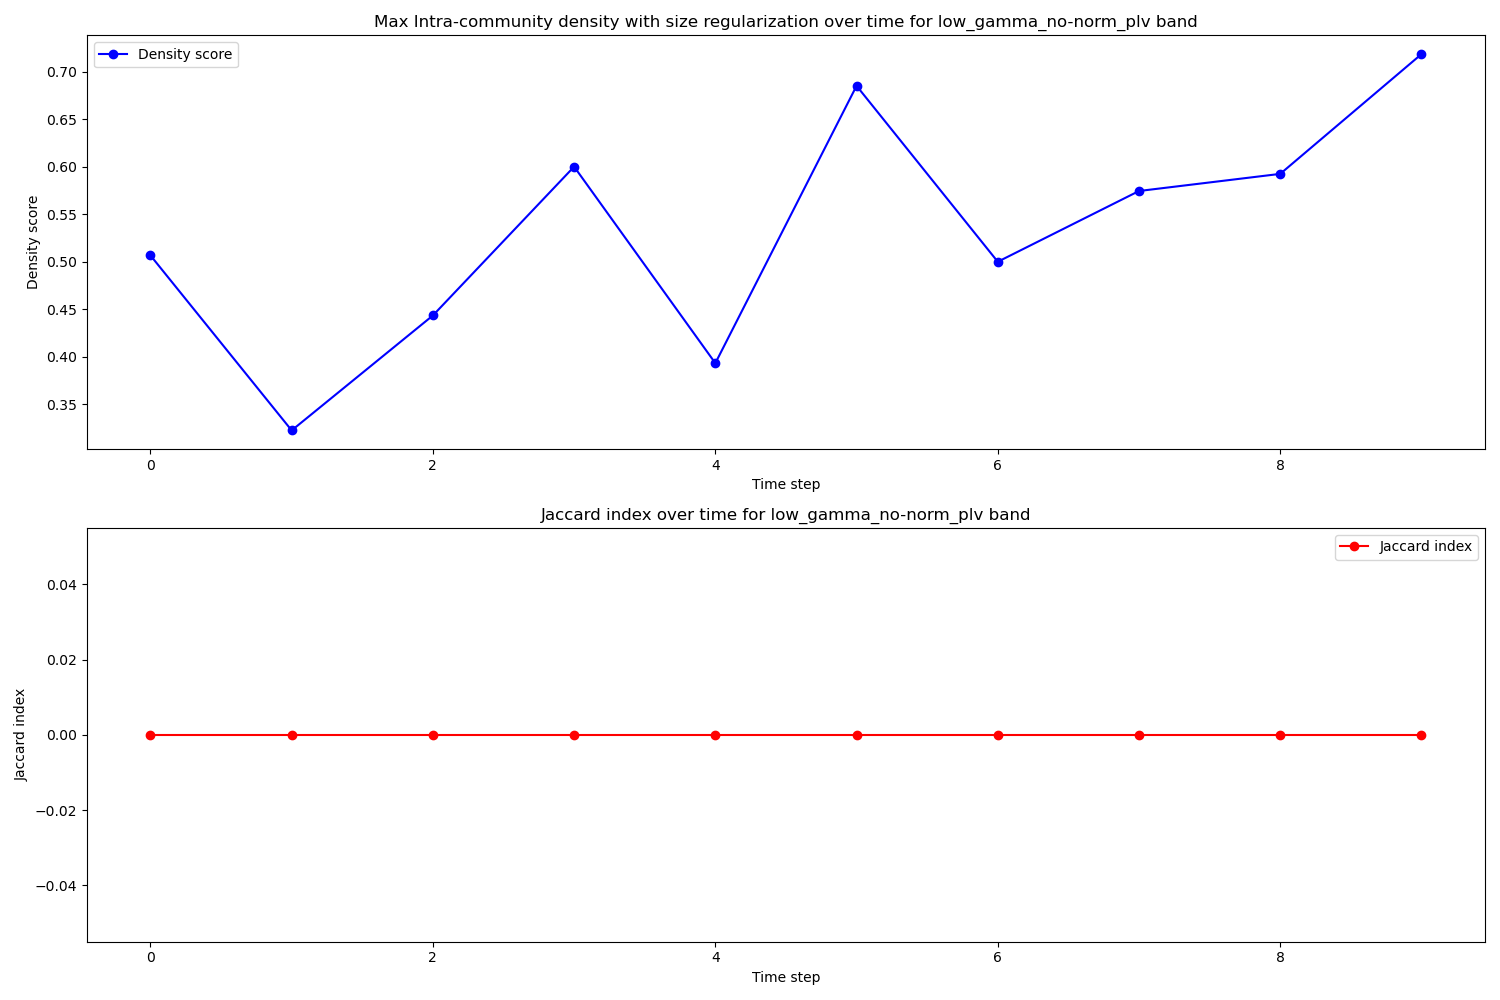 Max Intra-community density with size regularization over time for low_gamma_no-norm_plv band
Density score
0.70
0.65
0.60
0.55
0.50
0.45
0.40
0.35
Density score
0 2 4 6 8
Time step
Jaccard index over time for low_gamma_no-norm_plv band
Jaccard index
0.04
0.02
0.00
−0.02
−0.04
Jaccard index
0 2 4 6 8
Time step